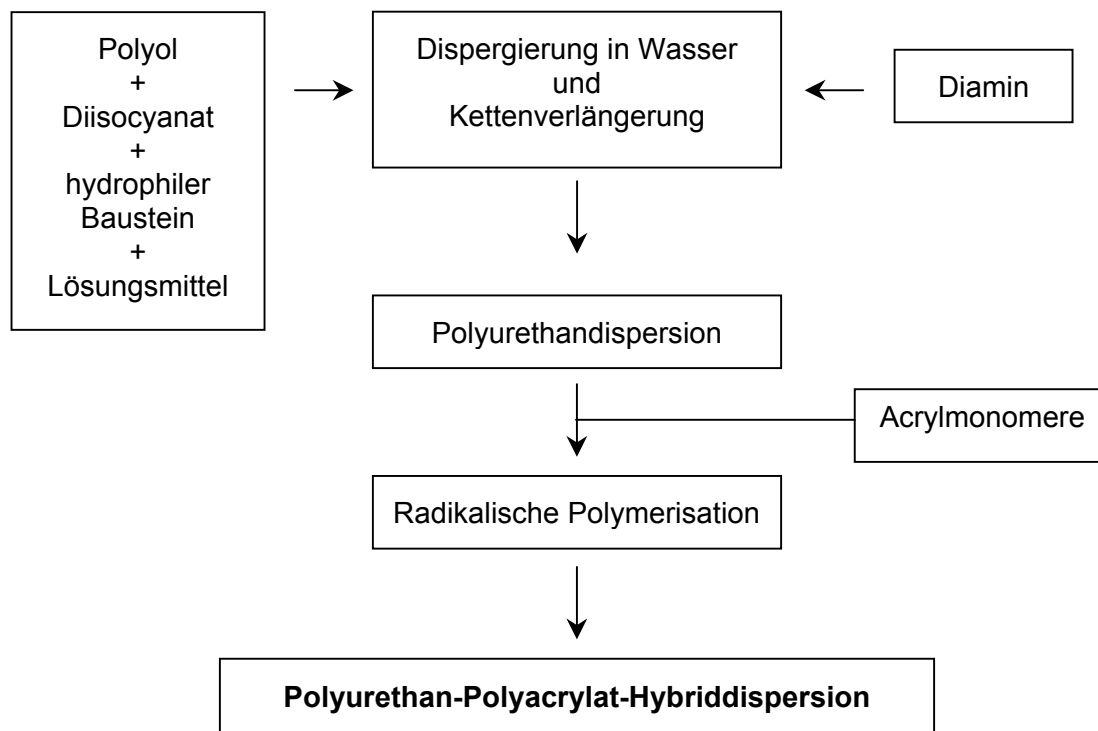 Polyol
+
Diisocyanat
+
hydrophiler
Baustein
+
Lösungsmittel
Dispergierung in Wasser
und
Kettenverlängerung
Diamin
Polyurethandispersion
Acrylmonomere
Radikalische Polymerisation
Polyurethan-Polyacrylat-Hybriddispersion